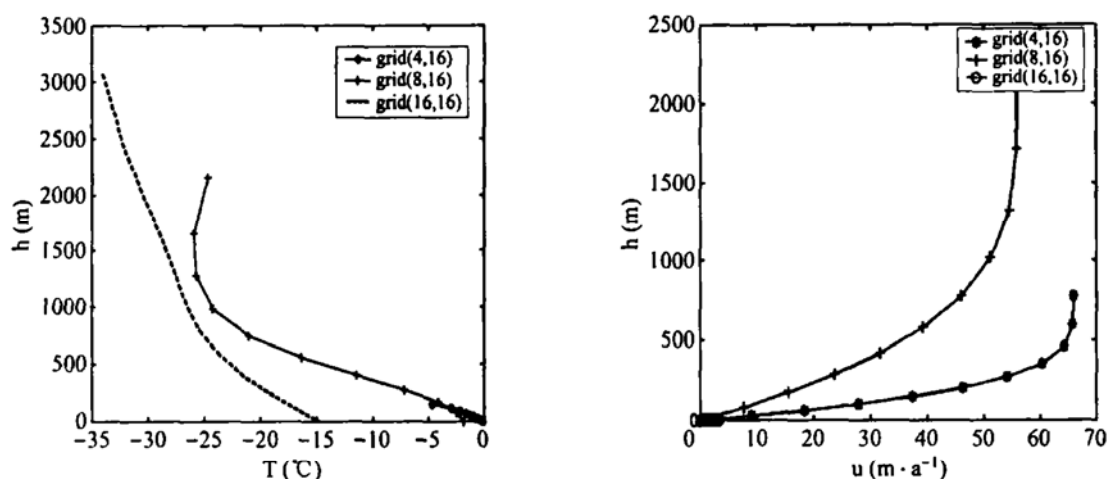 3500
3000
2500
2000
1500
1000
500
0
-35 -30 -25 -20 -15 -10 -5 0
h (m)
T (℃)
grid(4,16)
grid(8,16)
grid(16,16)
2500
2000
1500
1000
500
0
0 10 20 30 40 50 60 70
h (m)
u (m · a⁻¹)
grid(4,16)
grid(8,16)
grid(16,16)